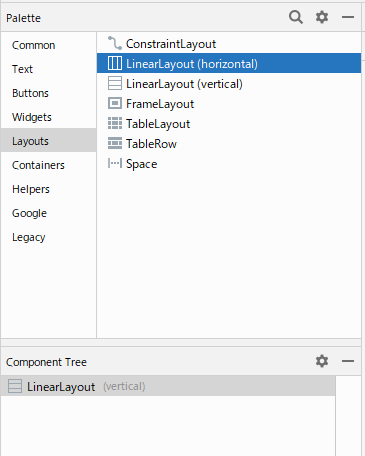 Palette
Common
Text
Buttons
Widgets
Layouts
Containers
Helpers
Google
Legacy
ConstraintLayout
LinearLayout (horizontal)
LinearLayout (vertical)
FrameLayout
TableLayout
TableRow
Space
Component Tree
LinearLayout (vertical)